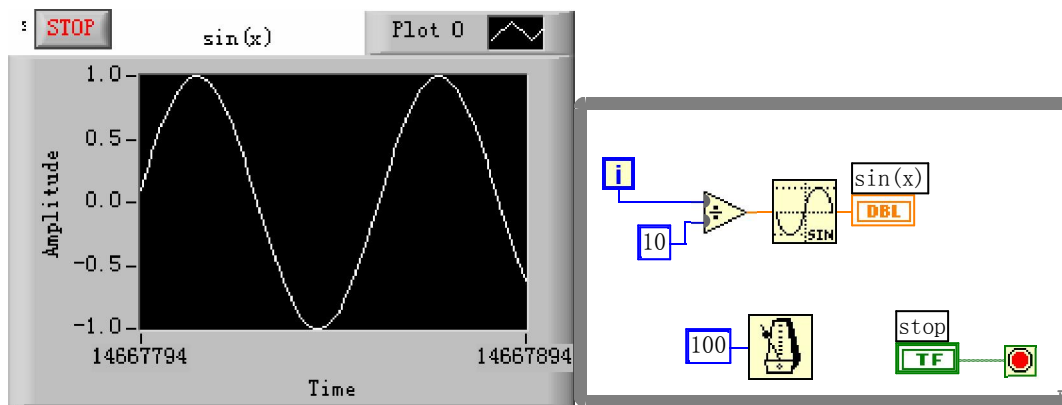 STOP
sin(x)
Plot 0
1.0
0.5
0.0
-0.5
-1.0
Amplitude
14667794
14667894
Time
i
10
÷
SIN
sin(x)
DBL
100
stop
TF